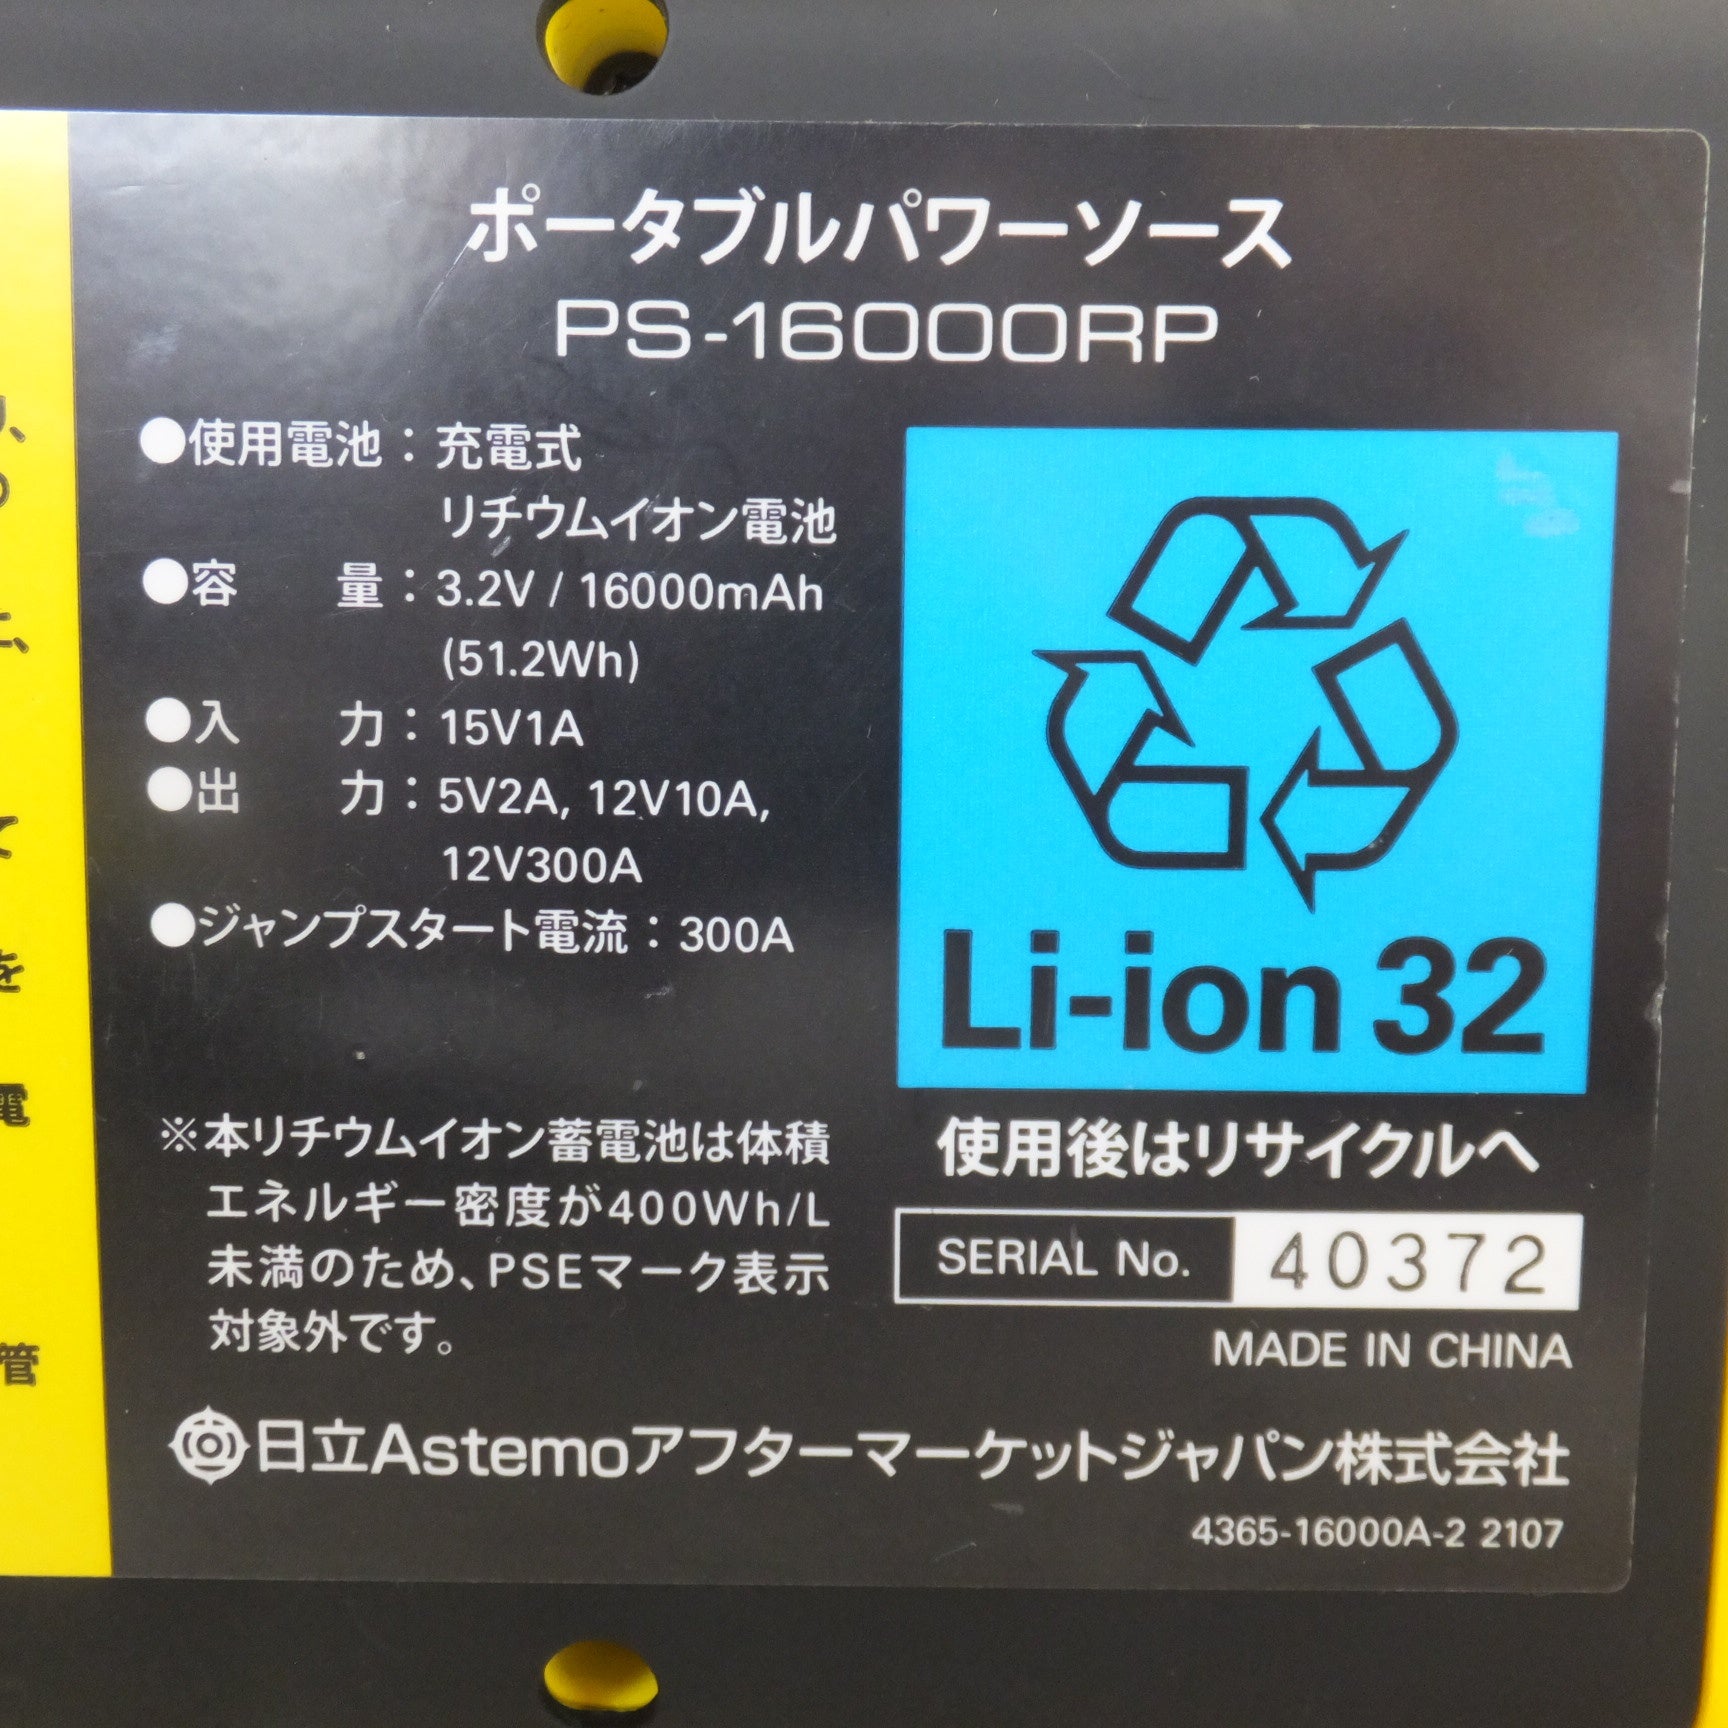 ポータブルパワーソース
PS-16000RP
●使用電池：充電式
リチウムイオン電池
●容 量：3.2V / 16000mAh
(51.2Wh)
●入 力：15V1A
●出 力：5V2A, 12V10A,
12V300A
●ジャンプスタート電流：300A
Li-ion 32
※本リチウムイオン蓄電池は体積
エネルギー密度が400Wh/L
未満のため、PSEマーク表示
対象外です。
使用後はリサイクルへ
SERIAL No. 40372
MADE IN CHINA
日立Astemoアフターマーケットジャパン株式会社
4365-16000A-2 2107
て
を
電
管